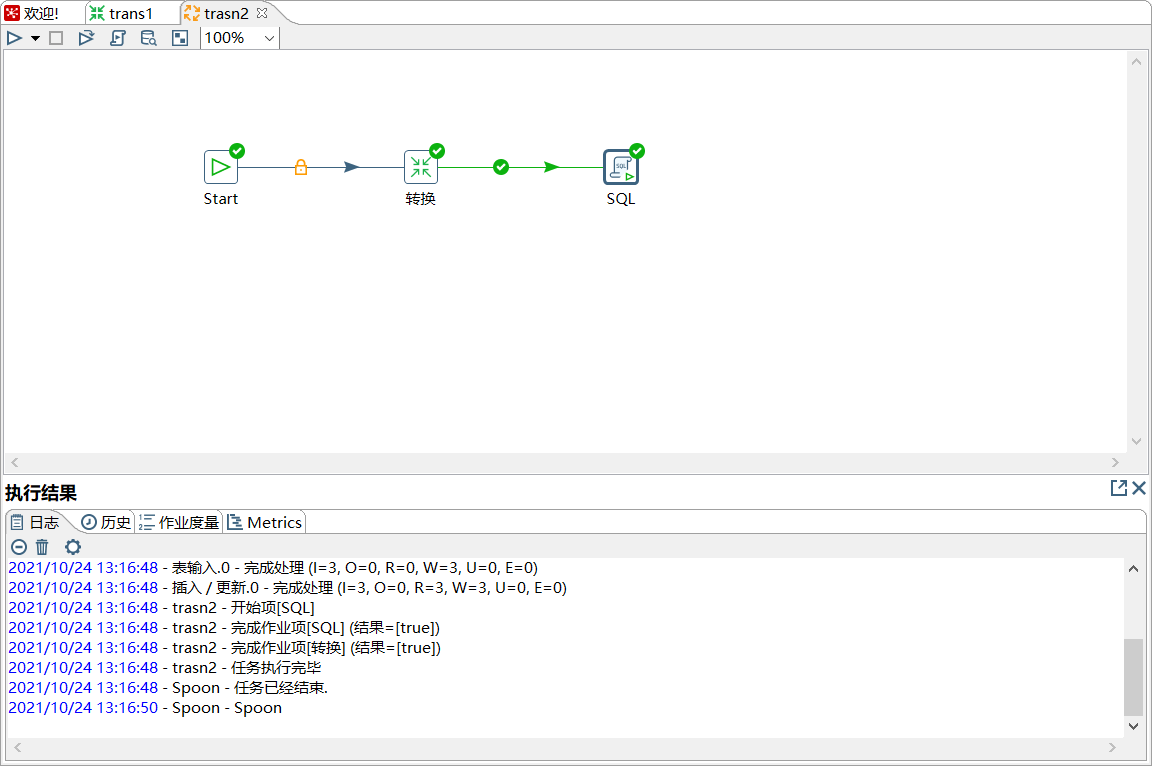 欢迎!
trans1
trasn2
100%
Start
转换
SQL
SQL
执行结果
日志
历史
作业度量
Metrics
2021/10/24 13:16:48 - 表输入.0 - 完成处理 (I=3, O=0, R=0, W=3, U=0, E=0)
2021/10/24 13:16:48 - 插入 / 更新.0 - 完成处理 (I=3, O=0, R=3, W=3, U=0, E=0)
2021/10/24 13:16:48 - trasn2 - 开始项[SQL]
2021/10/24 13:16:48 - trasn2 - 完成作业项[SQL] (结果=[true])
2021/10/24 13:16:48 - trasn2 - 完成作业项[转换] (结果=[true])
2021/10/24 13:16:48 - trasn2 - 任务执行完毕
2021/10/24 13:16:48 - Spoon - 任务已经结束.
2021/10/24 13:16:50 - Spoon - Spoon